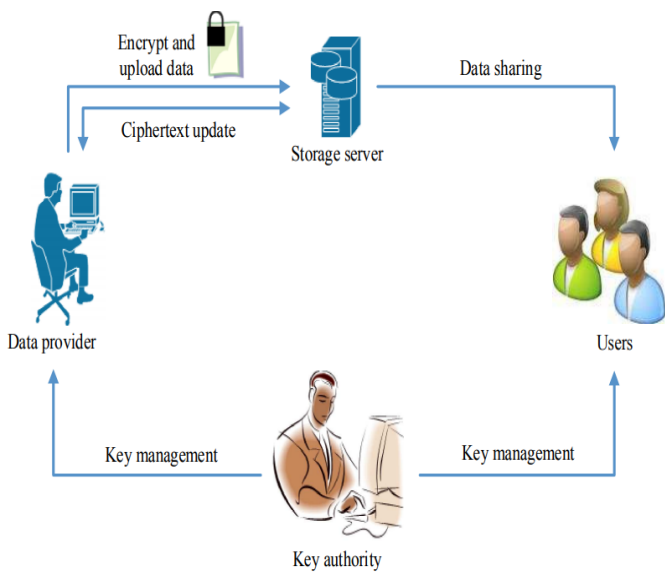 Encrypt and
upload data
Data sharing
Ciphertext update
Storage server
Data provider
Users
Key management
Key management
Key authority